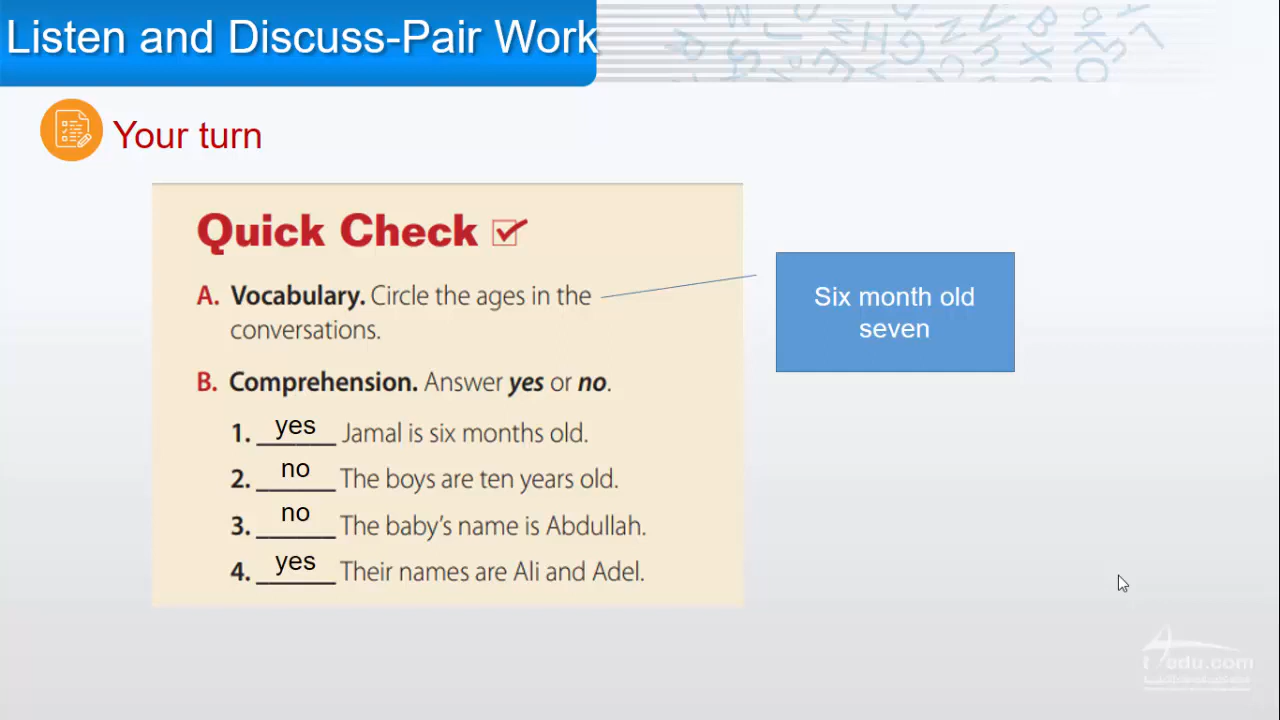 Listen and Discuss-Pair Work
Your turn
Quick Check
A. Vocabulary. Circle the ages in the
conversations.
Six month old
seven
B. Comprehension. Answer yes or no.
1. yes Jamal is six months old.
2. no The boys are ten years old.
3. no The baby's name is Abdullah.
4. yes Their names are Ali and Adel.